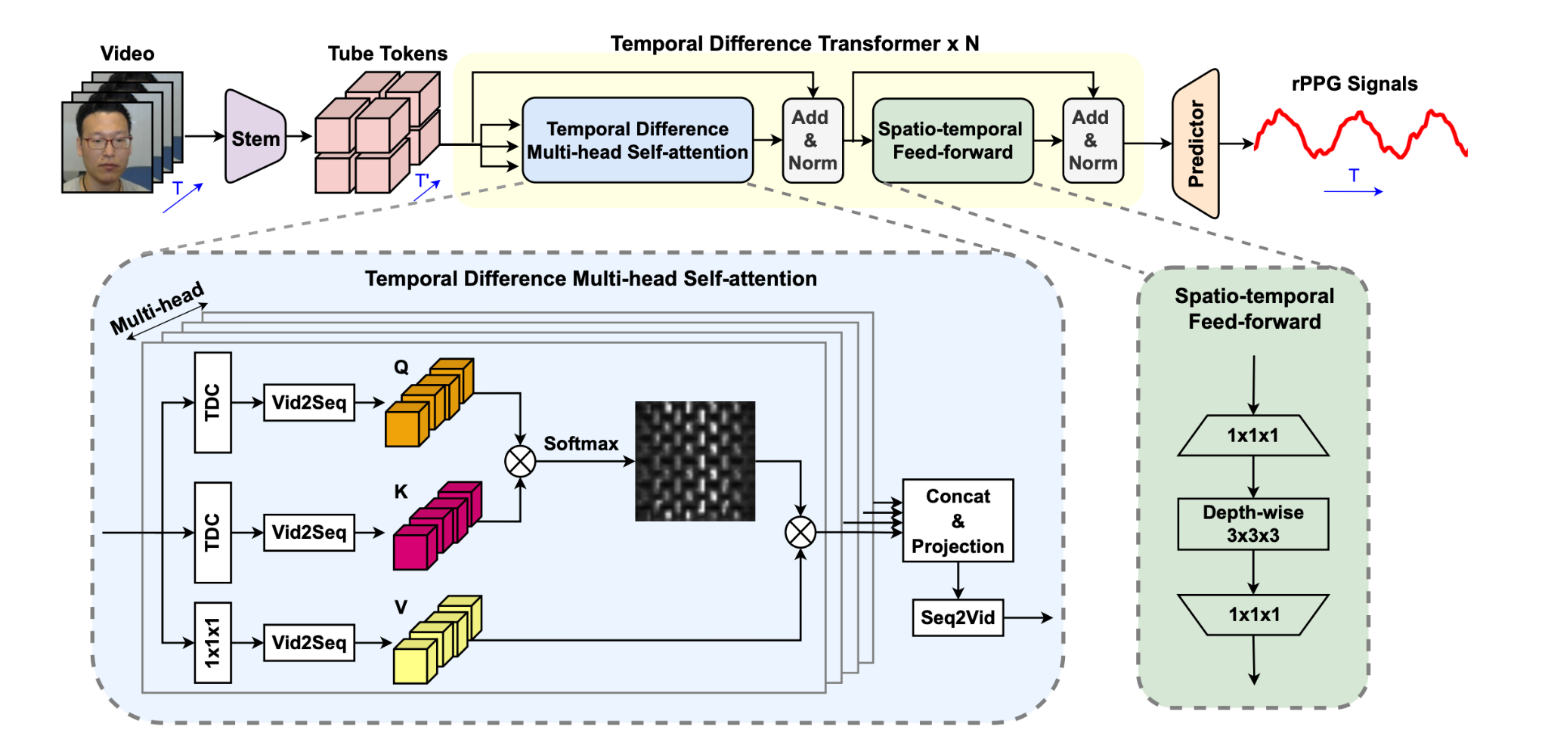 Temporal Difference Transformer x N
Video
Tube Tokens
rPPG Signals
Stem
Temporal Difference
Multi-head Self-attention
Add
&
Norm
Spatio-temporal
Feed-forward
Add
&
Norm
Predictor
T
T'
T
Temporal Difference Multi-head Self-attention
Multi-head
TDC
Vid2Seq
Q
TDC
Vid2Seq
K
1x1x1
Vid2Seq
V
Softmax
Concat
&
Projection
Seq2Vid
Spatio-temporal
Feed-forward
1x1x1
Depth-wise
3x3x3
1x1x1